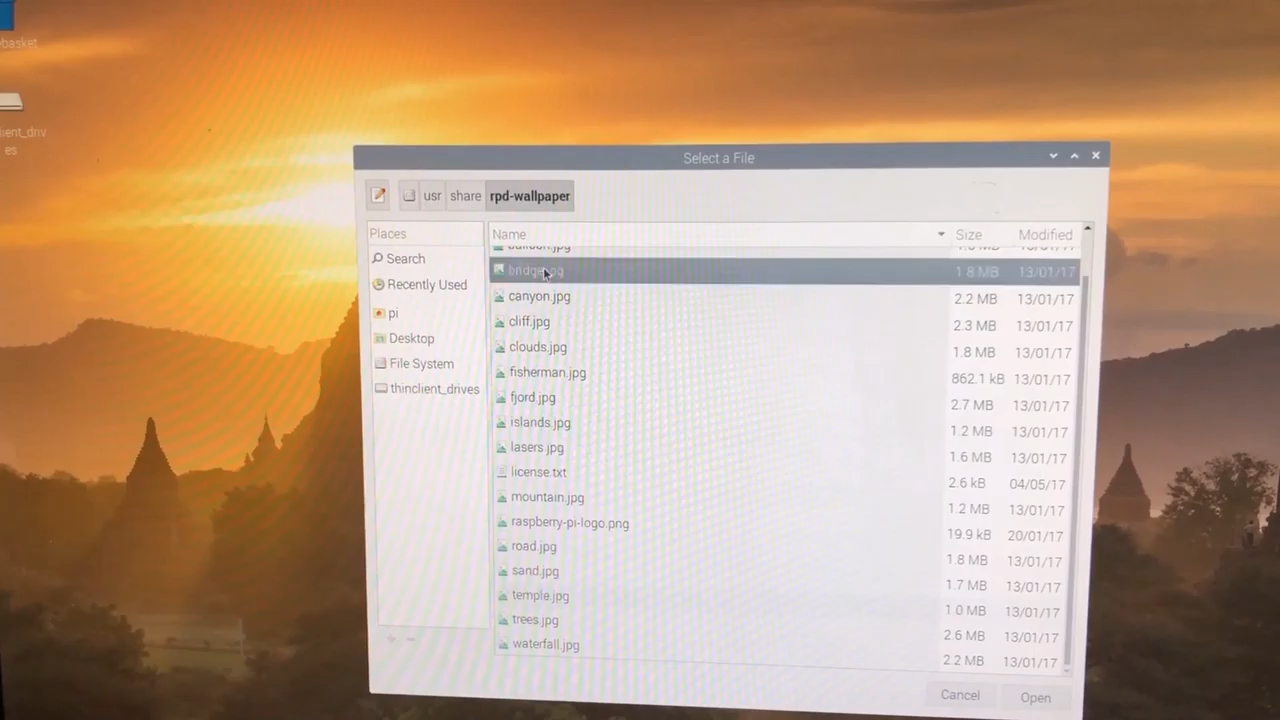 ebasket
lient_driv
es
Select a File
usr share rpd-wallpaper
Places
Search
Recently Used
pi
Desktop
File System
thinclient_drives
Name Size Modified
balloon.jpg 13/01/17
bridge.jpg 1.8 MB 13/01/17
canyon.jpg 2.2 MB 13/01/17
cliff.jpg 2.3 MB 13/01/17
clouds.jpg 1.8 MB 13/01/17
fisherman.jpg 862.1 kB 13/01/17
fjord.jpg 2.7 MB 13/01/17
islands.jpg 1.2 MB 13/01/17
lasers.jpg 1.6 MB 13/01/17
license.txt 2.6 kB 04/05/17
mountain.jpg 1.2 MB 13/01/17
raspberry-pi-logo.png 19.9 kB 20/01/17
road.jpg 1.8 MB 13/01/17
sand.jpg 1.7 MB 13/01/17
temple.jpg 1.0 MB 13/01/17
trees.jpg 2.6 MB 13/01/17
waterfall.jpg 2.2 MB 13/01/17
Cancel Open